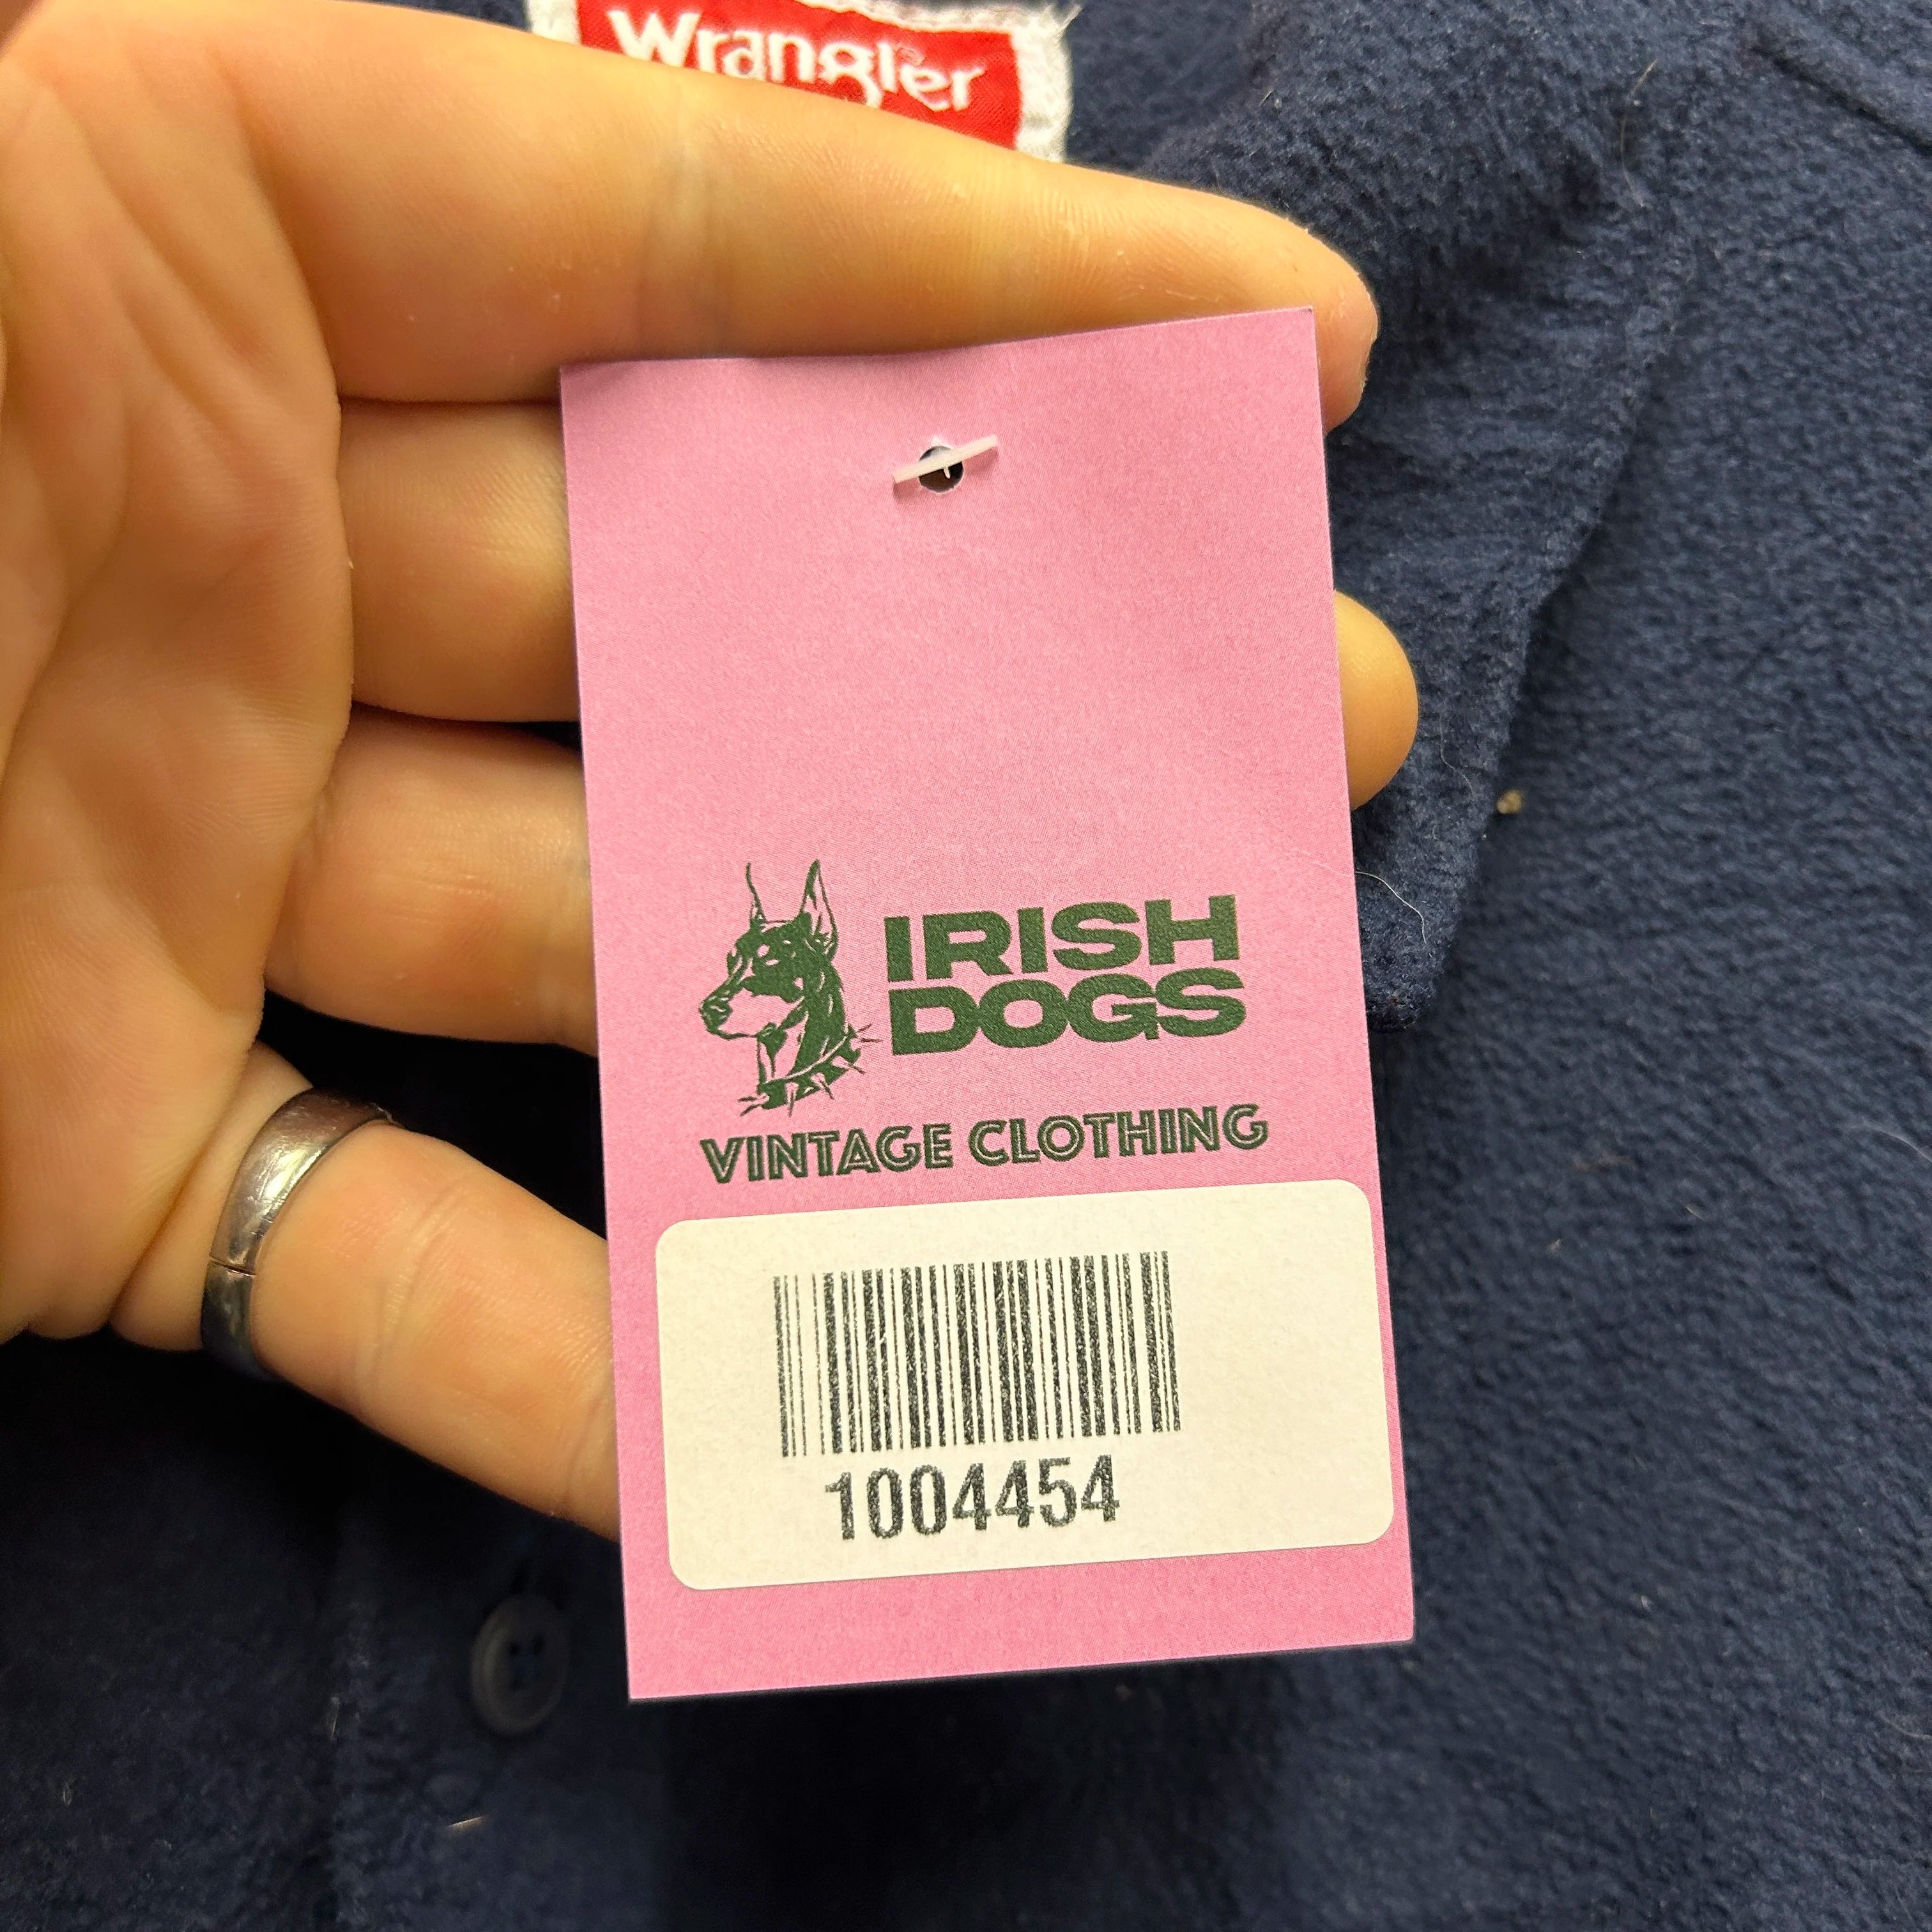 Wrangler
IRISH
DOGS
VINTAGE CLOTHING
1004454